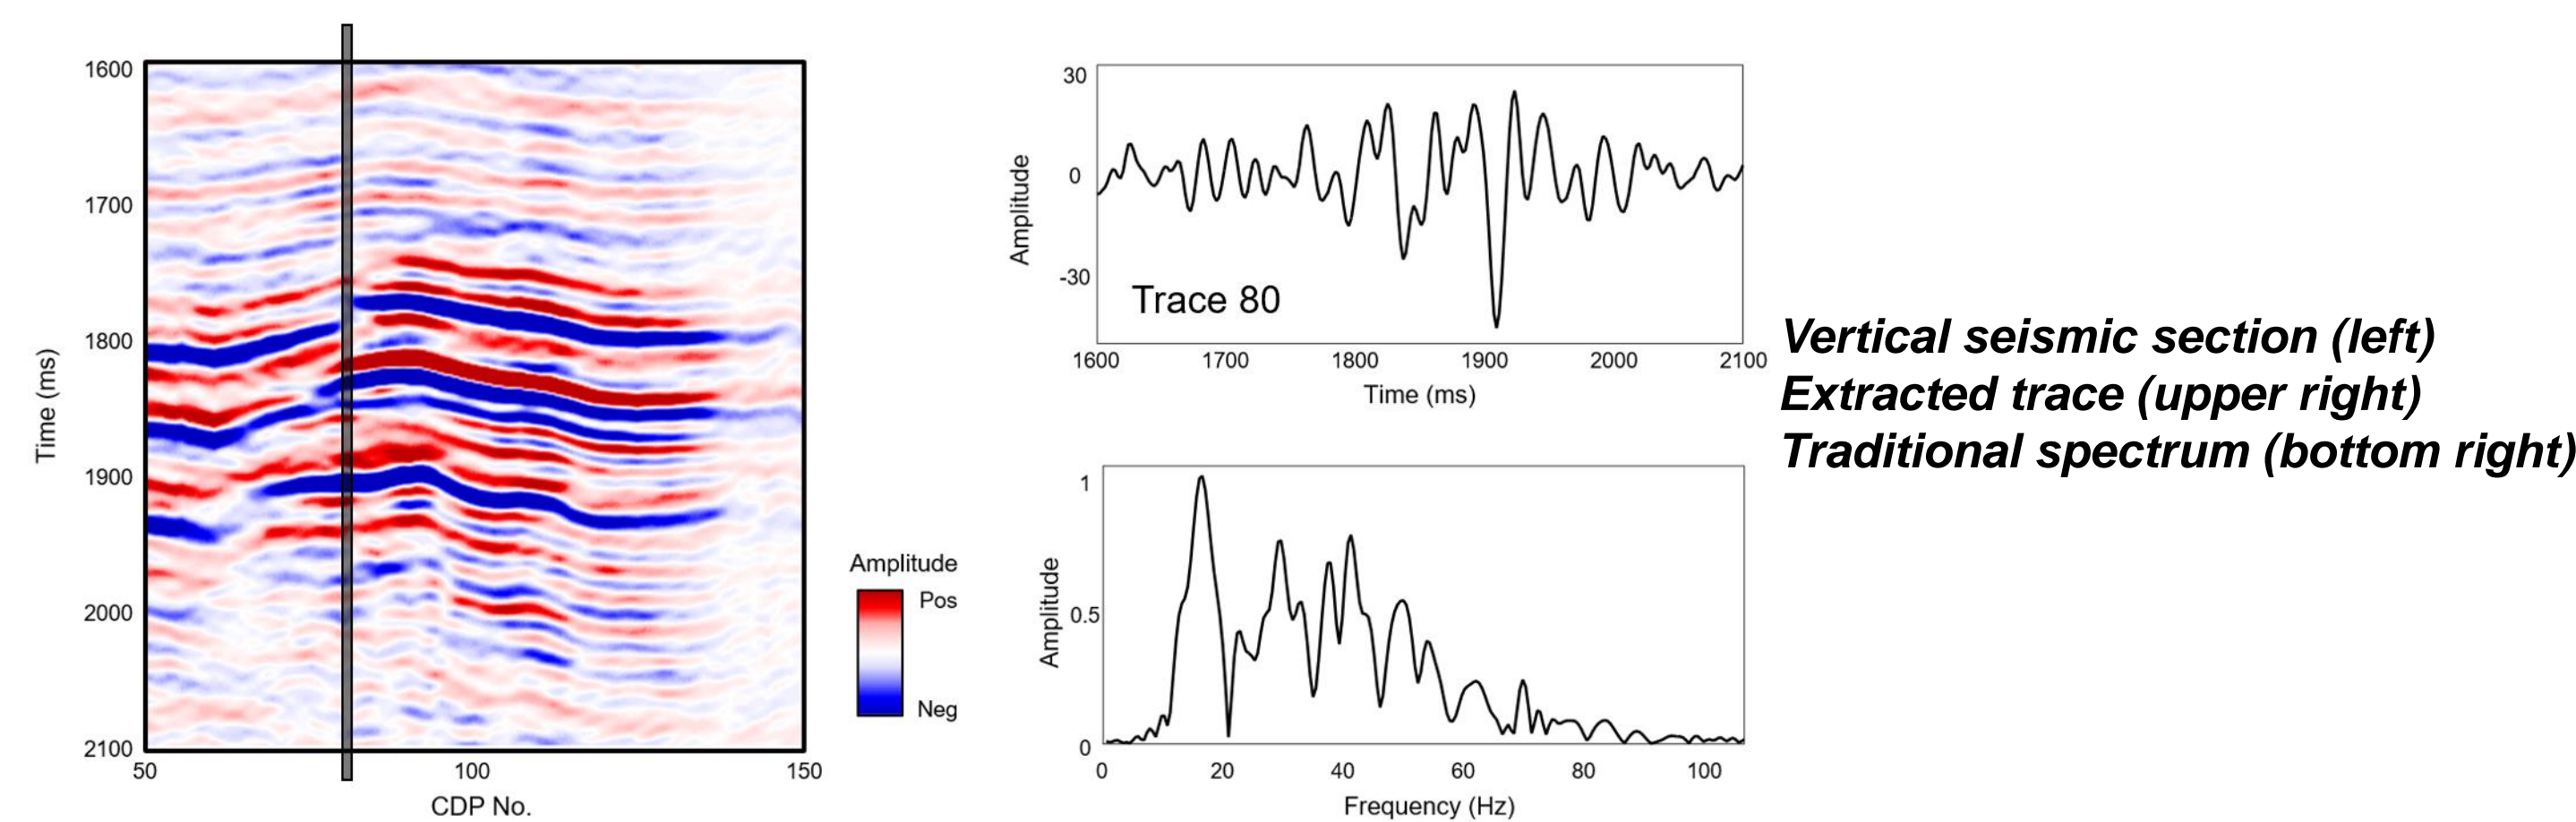 1600
1700
1800
1900
2000
2100
Time (ms)
50
100
150
CDP No.
Amplitude
Pos
Neg
30
0
-30
Amplitude
Trace 80
1600
1700
1800
1900
2000
2100
Time (ms)
1
0.5
0
Amplitude
0
20
40
60
80
100
Frequency (Hz)
Vertical seismic section (left)
Extracted trace (upper right)
Traditional spectrum (bottom right)